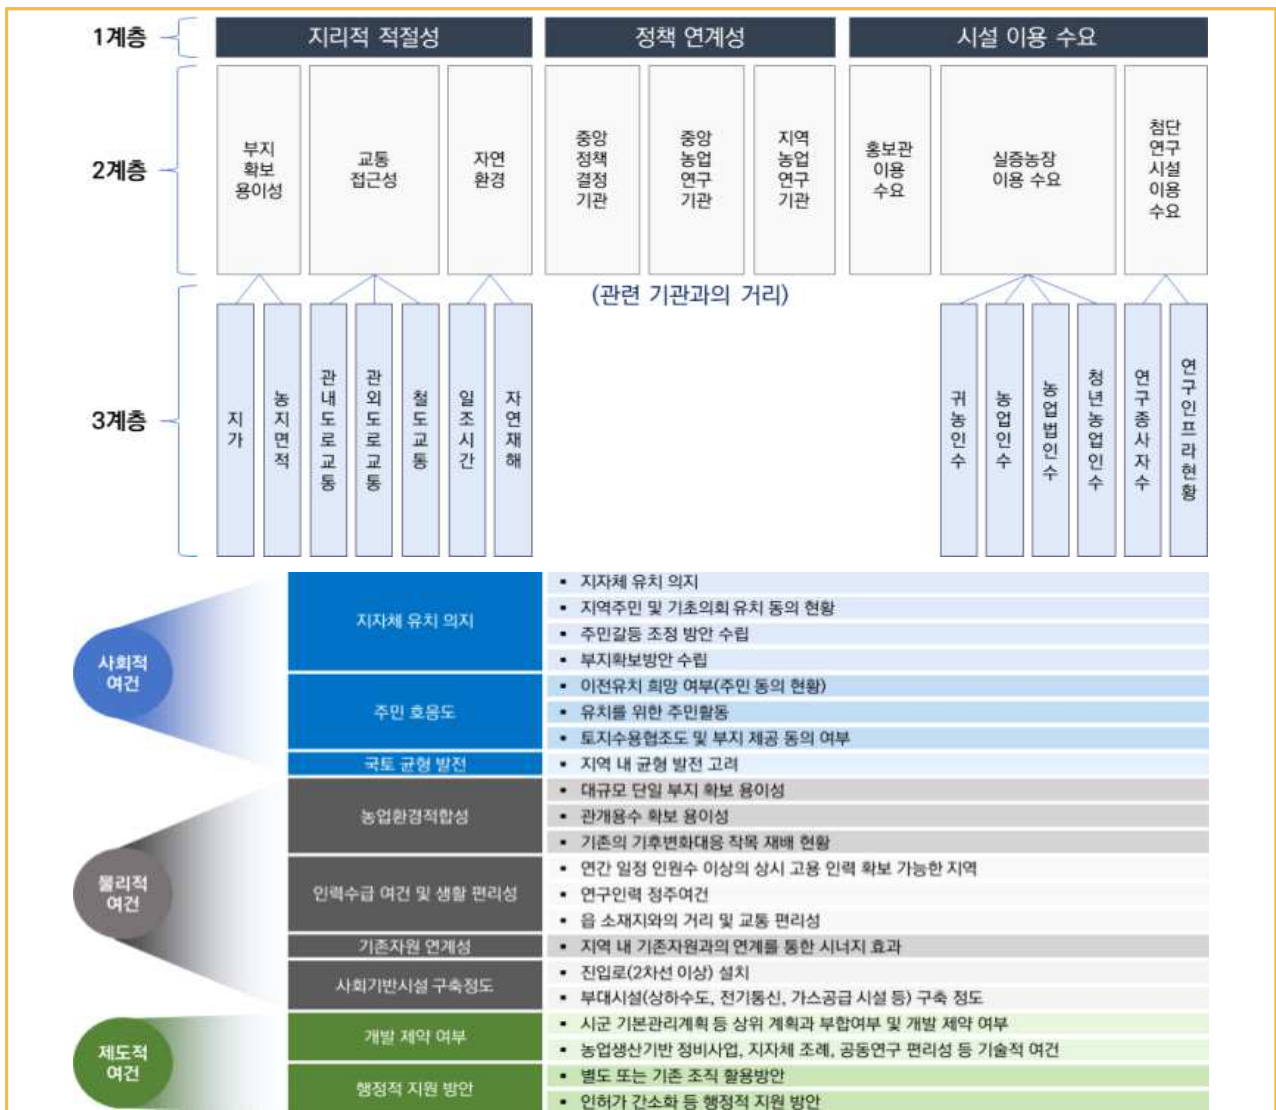 1계층
지리적 적절성
정책 연계성
시설 이용 수요
2계층
부지
확보
용이성
교통
접근성
자연
환경
중앙
정책
결정
기관
중앙
농업
연구
기관
지역
농업
연구
기관
홍보관
이용
수요
실증농장
이용 수요
첨단
연구
시설
이용
수요
(관련 기관과의 거리)
3계층
지가
농지면적
관내도로교통
관외도로교통
철도교통
일조시간
자연재해
귀농인수
농업인수
농업법인수
청년농업인수
연구종사자수
연구인프라현황
사회적
여건
지자체 유치 의지
▪ 지자체 유치 의지
▪ 지역주민 및 기초의회 유치 동의 현황
▪ 주민갈등 조정 방안 수립
▪ 부지확보방안 수립
주민 호응도
▪ 이전유치 희망 여부(주민 동의 현황)
▪ 유치를 위한 주민활동
▪ 토지수용협조도 및 부지 제공 동의 여부
국토 균형 발전
▪ 지역 내 균형 발전 고려
물리적
여건
농업환경적합성
▪ 대규모 단일 부지 확보 용이성
▪ 관개용수 확보 용이성
▪ 기존의 기후변화대응 작목 재배 현황
인력수급 여건 및 생활 편리성
▪ 연간 일정 인원수 이상의 상시 고용 인력 확보 가능한 지역
▪ 연구인력 정주여건
▪ 읍 소재지와의 거리 및 교통 편리성
기존자원 연계성
▪ 지역 내 기존자원과의 연계를 통한 시너지 효과
사회기반시설 구축정도
▪ 진입로(2차선 이상) 설치
▪ 부대시설(상하수도, 전기통신, 가스공급 시설 등) 구축 정도
제도적
여건
개발 제약 여부
▪ 시군 기본관리계획 등 상위 계획과 부합여부 및 개발 제약 여부
▪ 농업생산기반 정비사업, 지자체 조례, 공동연구 편리성 등 기술적 여건
행정적 지원 방안
▪ 별도 또는 기존 조직 활용방안
▪ 인허가 간소화 등 행정적 지원 방안